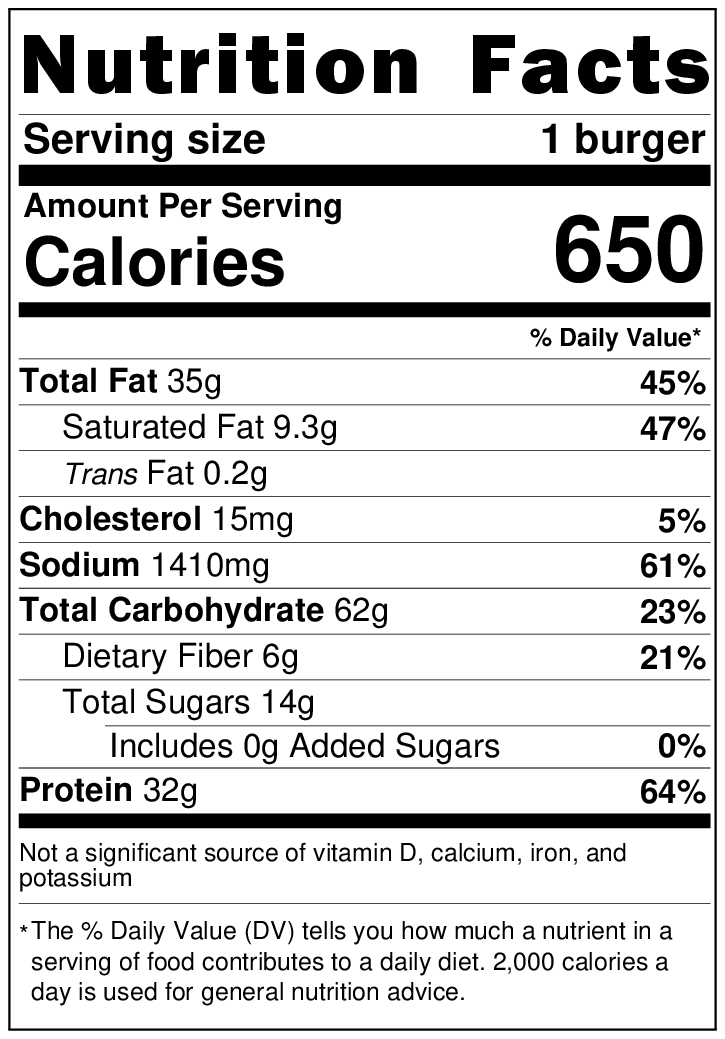 Nutrition Facts
Serving size 1 burger
Amount Per Serving
Calories 650
% Daily Value*
Total Fat 35g 45%
Saturated Fat 9.3g 47%
Trans Fat 0.2g
Cholesterol 15mg 5%
Sodium 1410mg 61%
Total Carbohydrate 62g 23%
Dietary Fiber 6g 21%
Total Sugars 14g
Includes 0g Added Sugars 0%
Protein 32g 64%
Not a significant source of vitamin D, calcium, iron, and
potassium
*The % Daily Value (DV) tells you how much a nutrient in a
serving of food contributes to a daily diet. 2,000 calories a
day is used for general nutrition advice.